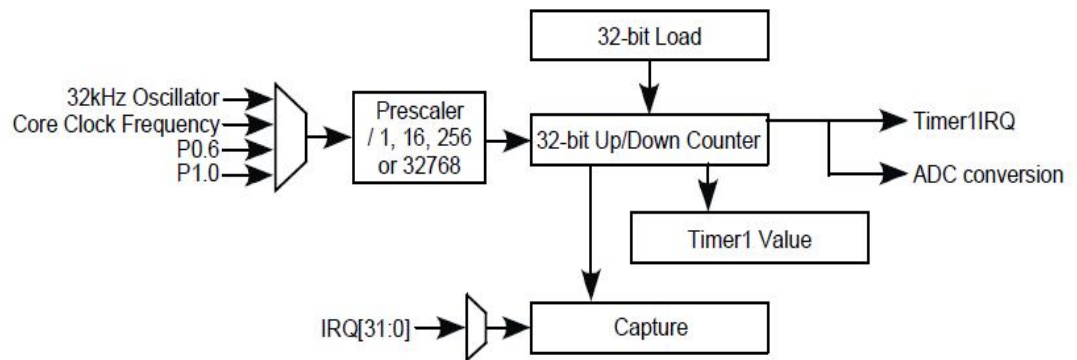 32-bit Load
32kHz Oscillator
Core Clock Frequency
P0.6
P1.0
Prescaler
/ 1, 16, 256
or 32768
32-bit Up/Down Counter
Timer1IRQ
ADC conversion
Timer1 Value
IRQ[31:0]
Capture